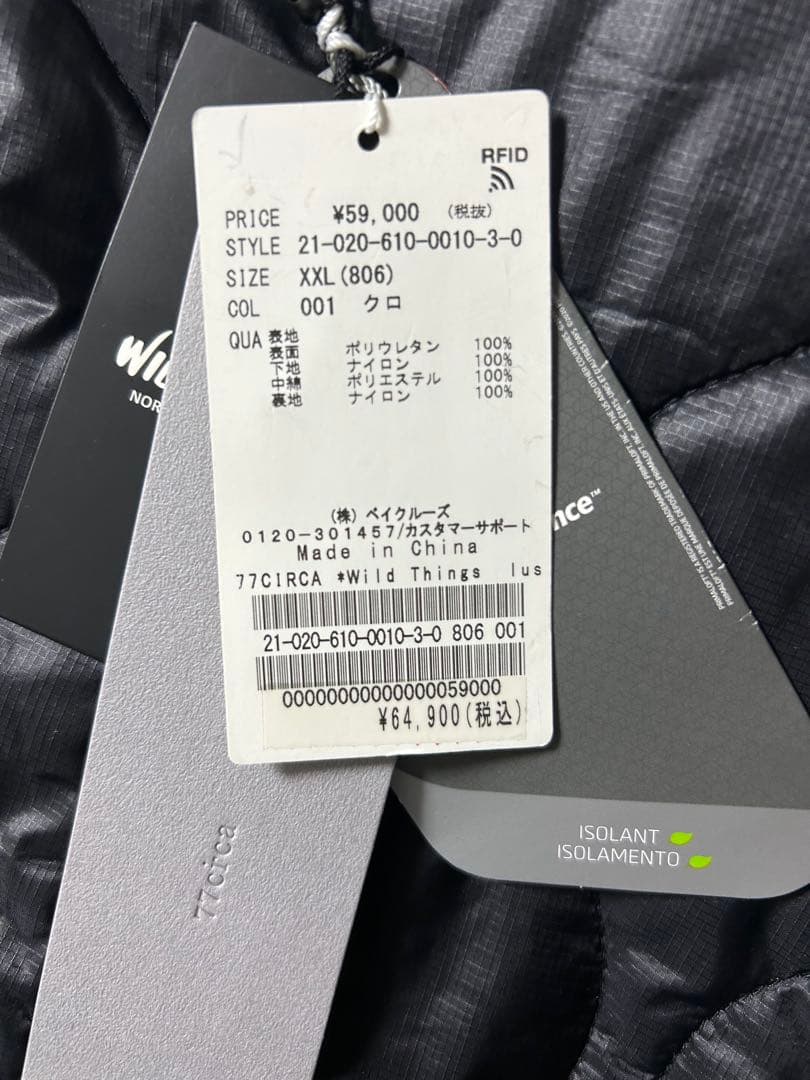 RFID
PRICE ¥59,000 (税抜)
STYLE 21-020-610-0010-3-0
SIZE XXL(806)
COL 001 クロ
QUA 表地
表面 ポリウレタン 100%
下地 ナイロン 100%
中綿 ポリエステル 100%
裏地 ナイロン 100%
(株) ベイクルーズ
0120-301457/カスタマーサポート
Made in China
77CIRCA *Wild Things lus
21-020-610-0010-3-0 806 001
00000000000000059000
¥64,900(税込)
77cica
ISOLANT
ISOLAMENTO